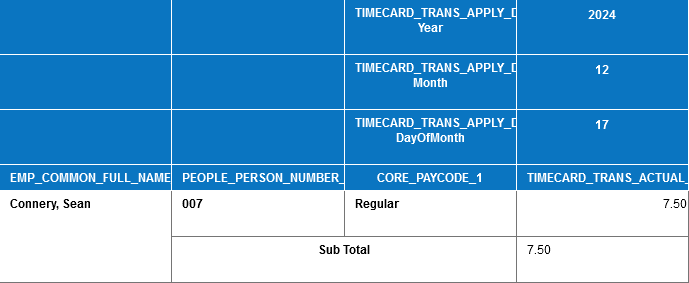 TIMECARD_TRANS_APPLY_D
Year
2024
TIMECARD_TRANS_APPLY_D
Month
12
TIMECARD_TRANS_APPLY_D
DayOfMonth
17
EMP_COMMON_FULL_NAME PEOPLE_PERSON_NUMBER_ CORE_PAYCODE_1 TIMECARD_TRANS_ACTUAL_
Connery, Sean 007 Regular 7.50
Sub Total 7.50